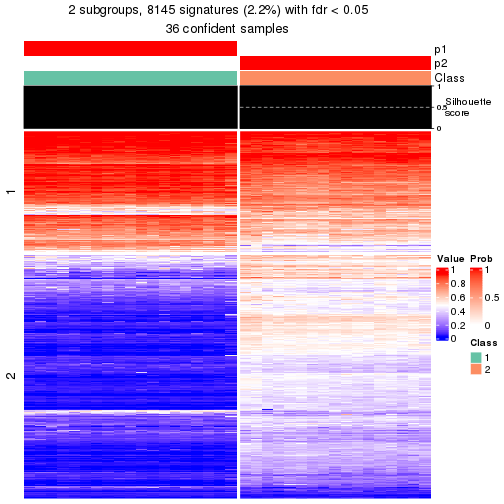 2 subgroups, 8145 signatures (2.2%) with fdr < 0.05
36 confident samples
p1
p2
Class
1
0.5
0
Silhouette
score
1
2
Value
1
0.8
0.6
0.4
0.2
0
Prob
1
0.5
0
Class
1
2